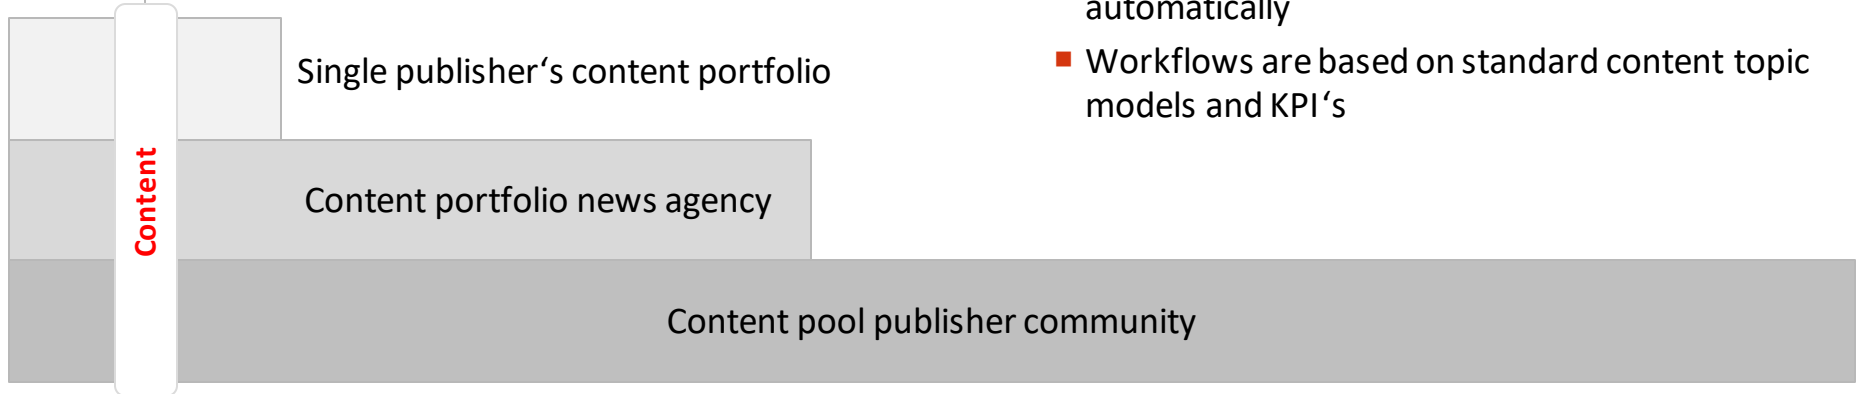 automatically
Workflows are based on standard content topic
models and KPI‘s
Single publisher‘s content portfolio
Content
Content portfolio news agency
Content pool publisher community